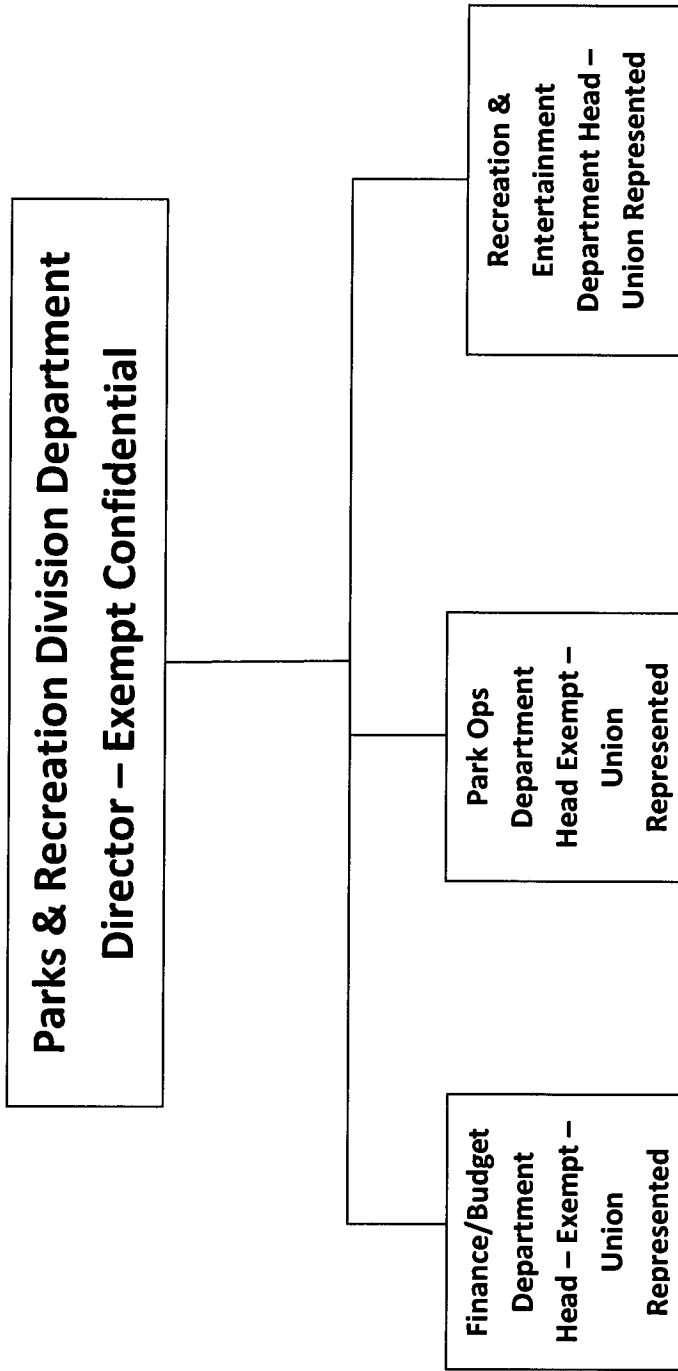 Parks & Recreation Division Department
Director – Exempt Confidential
Finance/Budget
Department
Head – Exempt –
Union
Represented
Park Ops
Department
Head Exempt –
Union
Represented
Recreation &
Entertainment
Department Head –
Union Represented